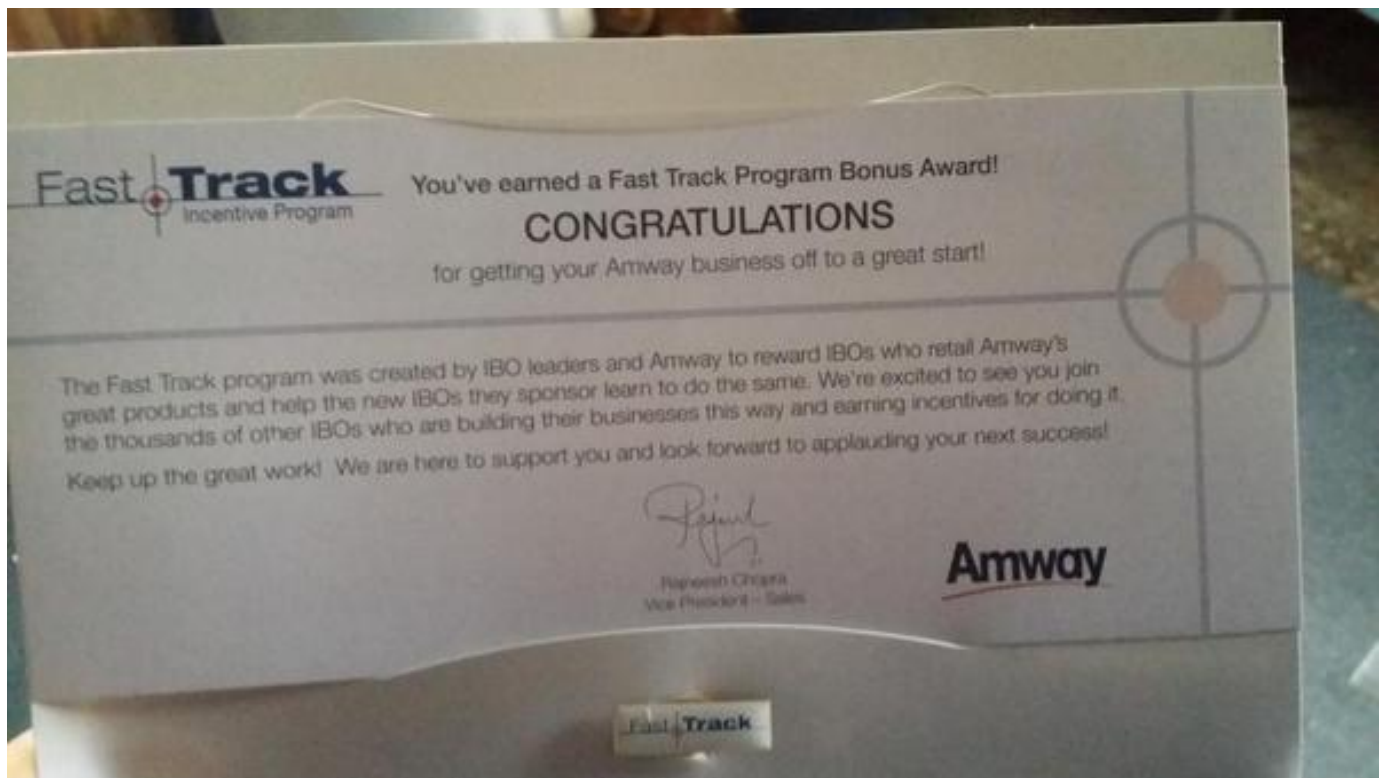 Fast Track
Incentive Program
You've earned a Fast Track Program Bonus Award!
CONGRATULATIONS
for getting your Amway business off to a great start!
The Fast Track program was created by IBO leaders and Amway to reward IBOs who retail Amway's
great products and help the new IBOs they sponsor learn to do the same. We're excited to see you join
the thousands of other IBOs who are building their businesses this way and earning incentives for doing it.
Keep up the great work! We are here to support you and look forward to applauding your next success!
Rajneesh Chopra
Vice President – Sales
Amway
Fast Track